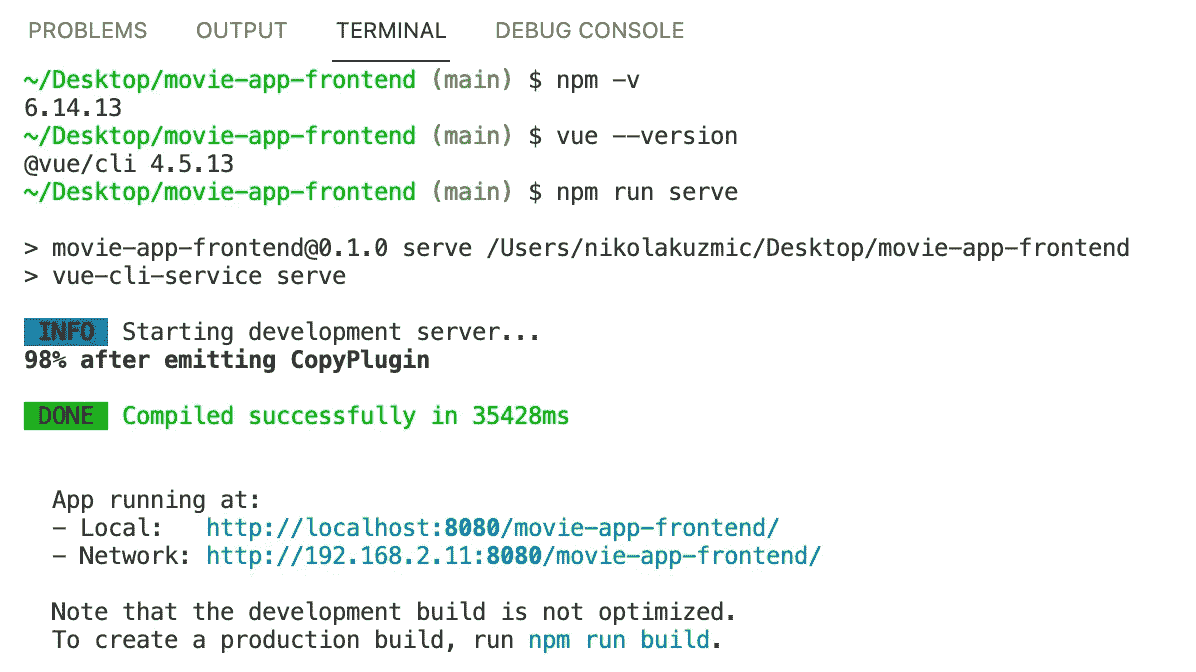 PROBLEMS OUTPUT TERMINAL DEBUG CONSOLE
~/Desktop/movie-app-frontend (main) $ npm -v
6.14.13
~/Desktop/movie-app-frontend (main) $ vue --version
@vue/cli 4.5.13
~/Desktop/movie-app-frontend (main) $ npm run serve
> movie-app-frontend@0.1.0 serve /Users/nikolakuzmic/Desktop/movie-app-frontend
> vue-cli-service serve
INFO Starting development server...
98% after emitting CopyPlugin
DONE Compiled successfully in 35428ms
App running at:
- Local: http://localhost:8080/movie-app-frontend/
- Network: http://192.168.2.11:8080/movie-app-frontend/
Note that the development build is not optimized.
To create a production build, run npm run build.